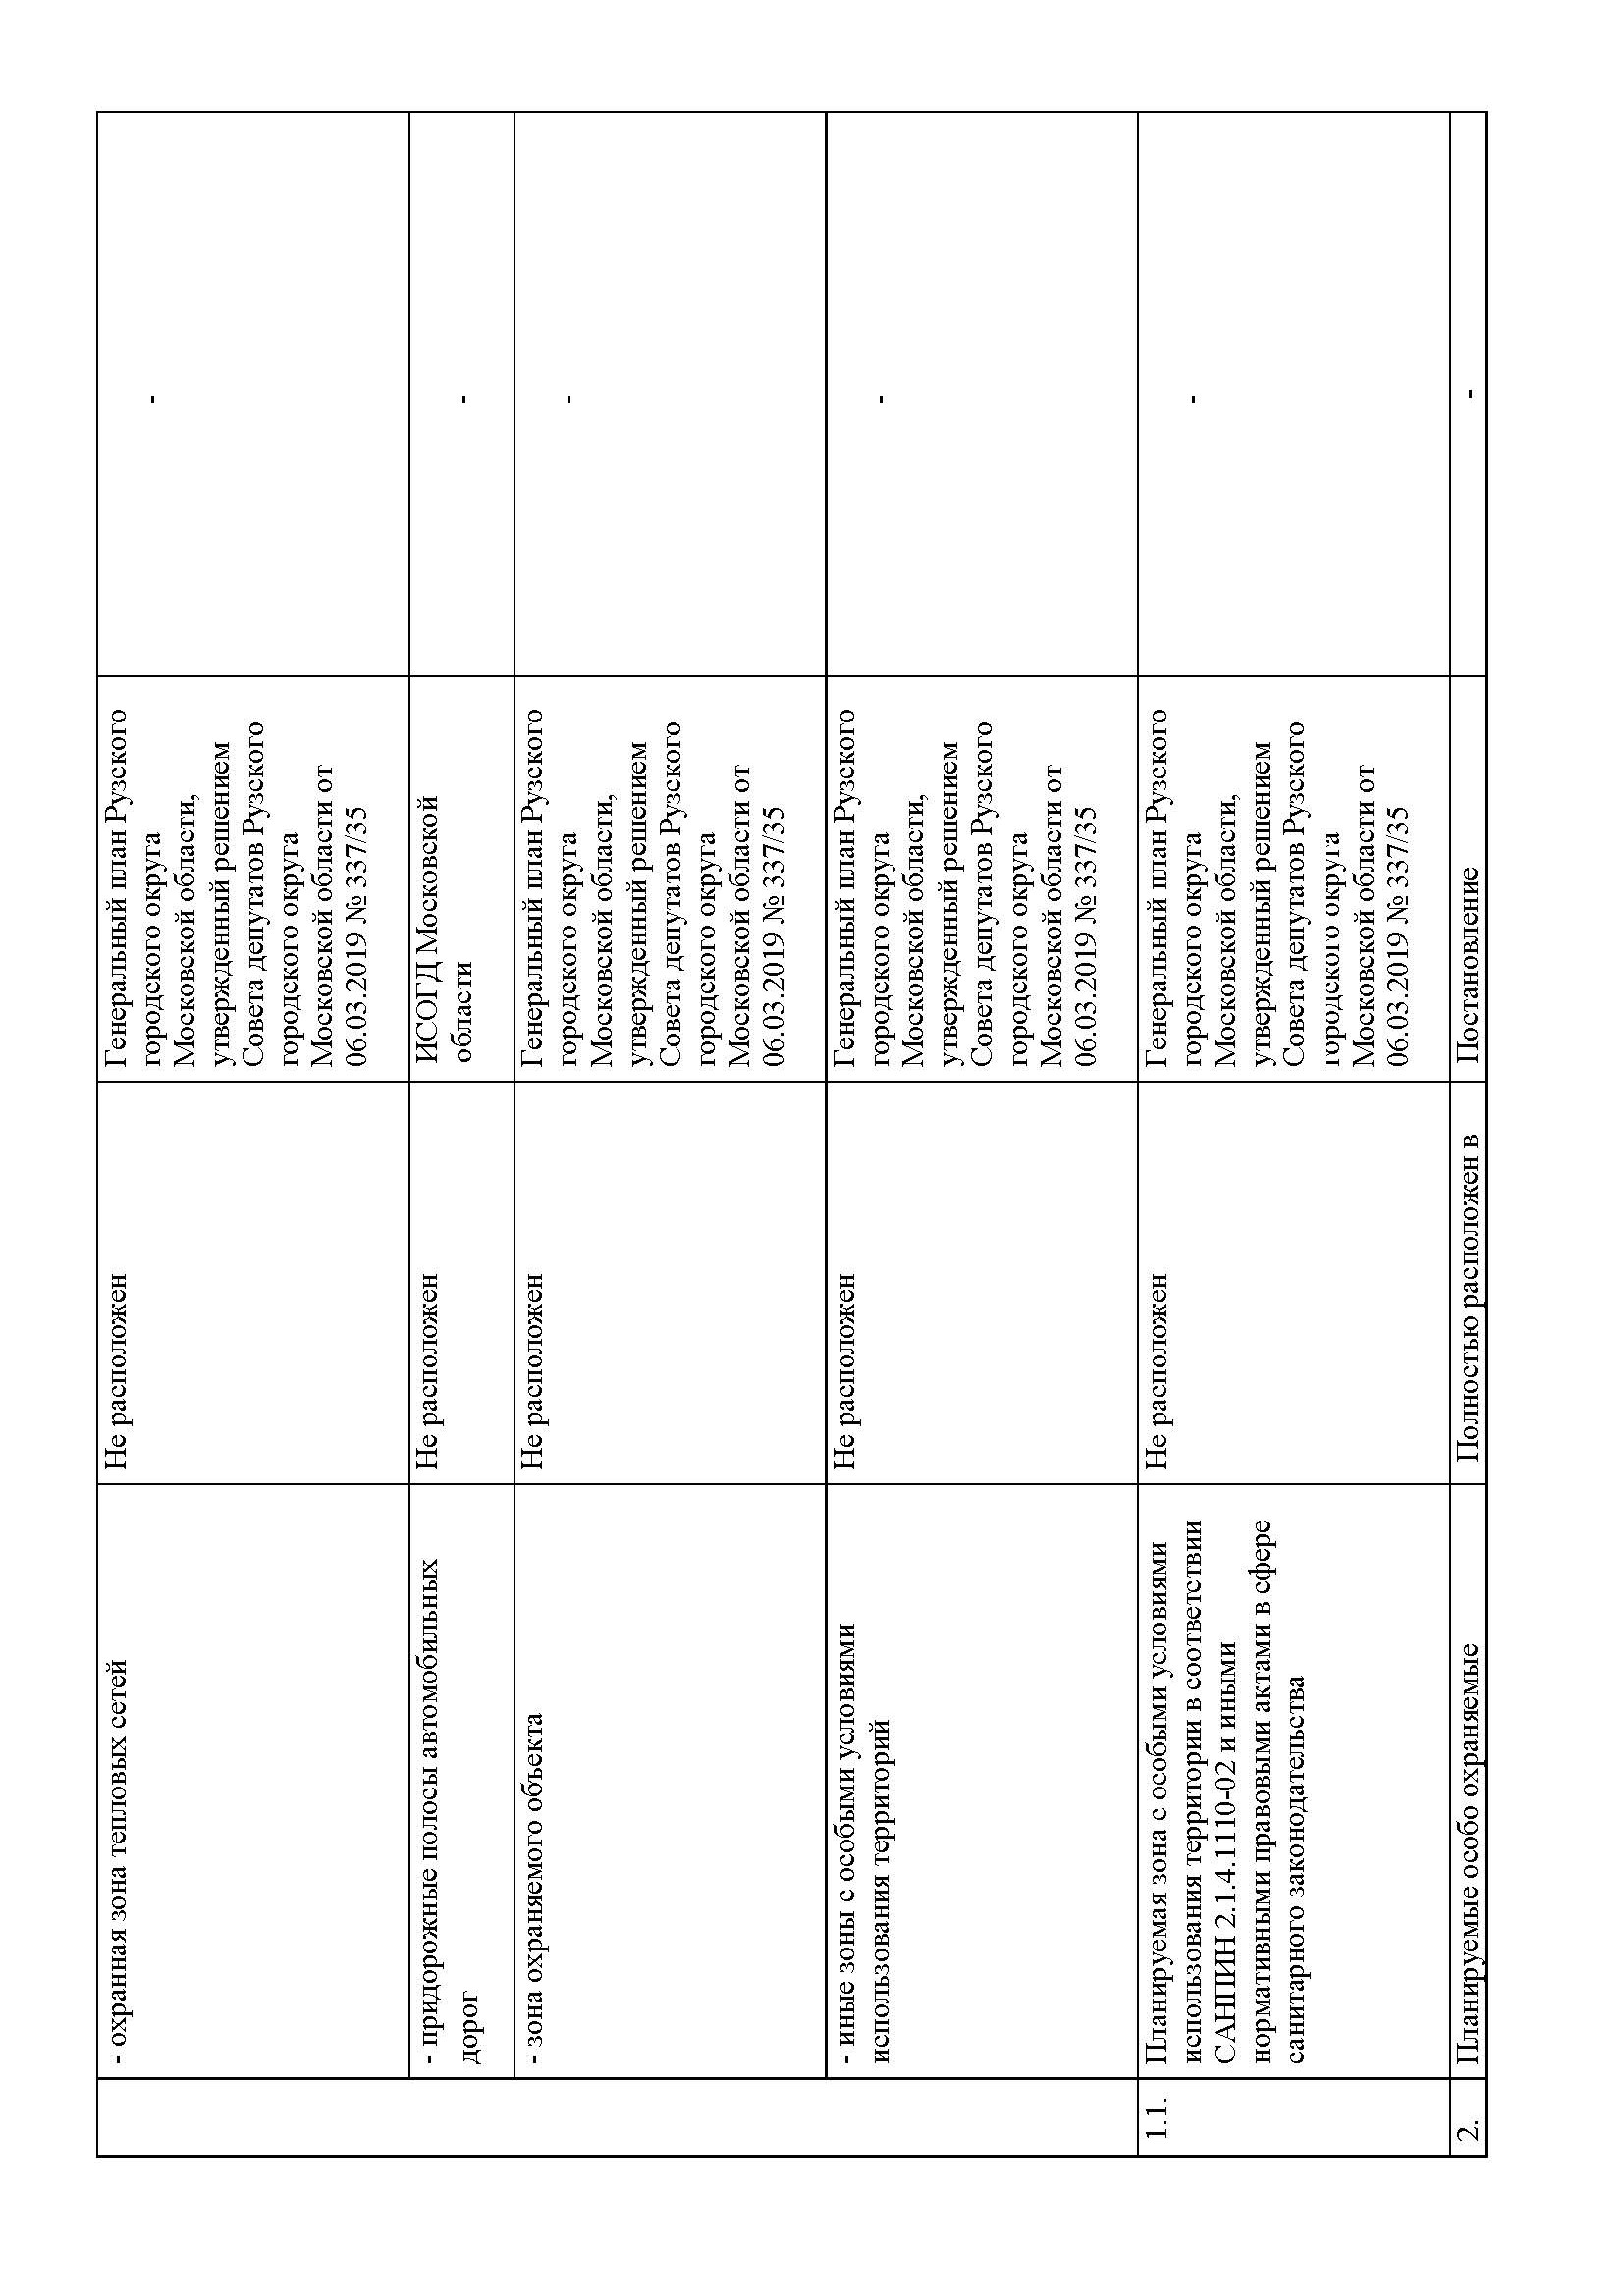 - охранная зона тепловых сетей
Не расположен
Генеральный план Рузского
городского округа
Московской области,
утвержденный решением
Совета депутатов Рузского
городского округа
Московской области от
06.03.2019 № 337/35
-
- придорожные полосы автомобильных
дорог
Не расположен
ИСОГД Московской
области
-
- зона охраняемого объекта
Не расположен
Генеральный план Рузского
городского округа
Московской области,
утвержденный решением
Совета депутатов Рузского
городского округа
Московской области от
06.03.2019 № 337/35
-
- иные зоны с особыми условиями
использования территорий
Не расположен
Генеральный план Рузского
городского округа
Московской области,
утвержденный решением
Совета депутатов Рузского
городского округа
Московской области от
06.03.2019 № 337/35
-
1.1.
Планируемая зона с особыми условиями
использования территории в соответствии
САНПИН 2.1.4.1110-02 и иными
нормативными правовыми актами в сфере
санитарного законодательства
Не расположен
Генеральный план Рузского
городского округа
Московской области,
утвержденный решением
Совета депутатов Рузского
городского округа
Московской области от
06.03.2019 № 337/35
-
2.
Планируемые особо охраняемые
Полностью расположен в
Постановление
-